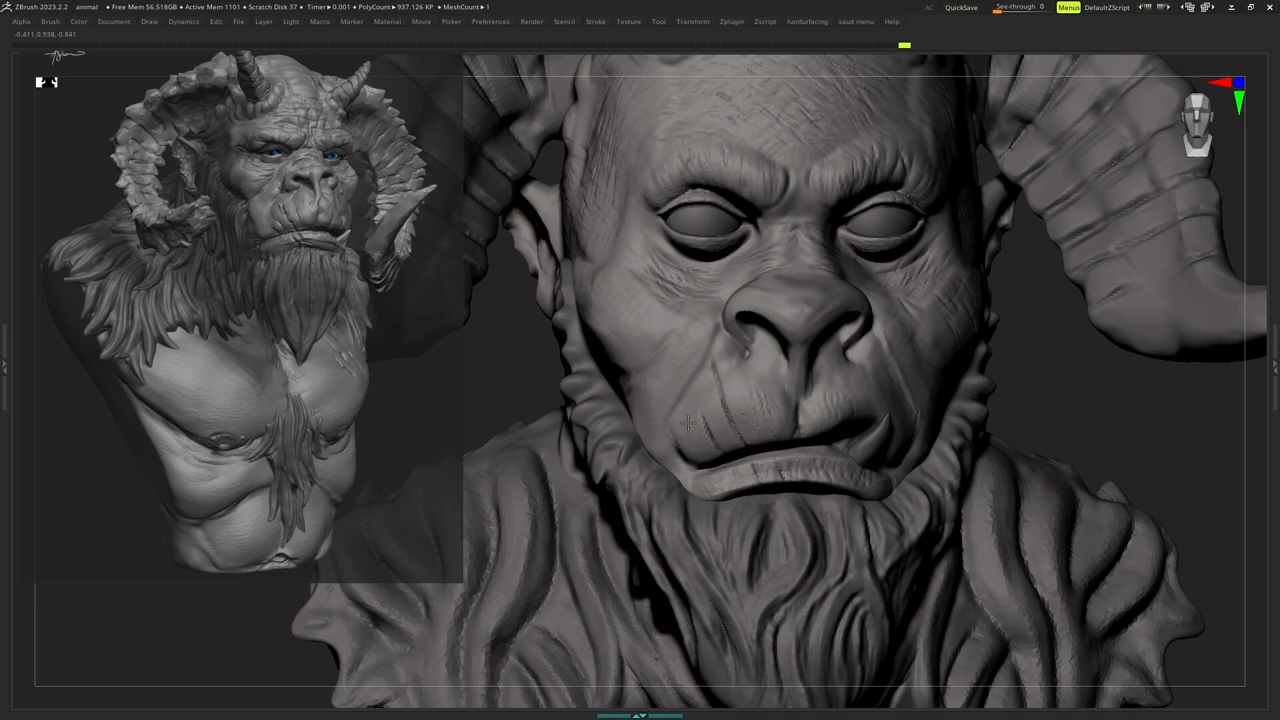 ZBrush 2023.2.2 animal • Free Mem 56.518GB • Active Mem 1101 • Scratch Disk 37 • Timer▸0.001 • PolyCount▸937.126 KP • MeshCount▸1 AC QuickSave See-through 0 Menus DefaultZScript
Alpha Brush Color Document Draw Dynamics Edit File Layer Light Macro Marker Material Movie Picker Preferences Render Stencil Stroke Texture Tool Transform Zplugin Zscript hardurfacing saud menu Help
-0.411,0.938,-0.841